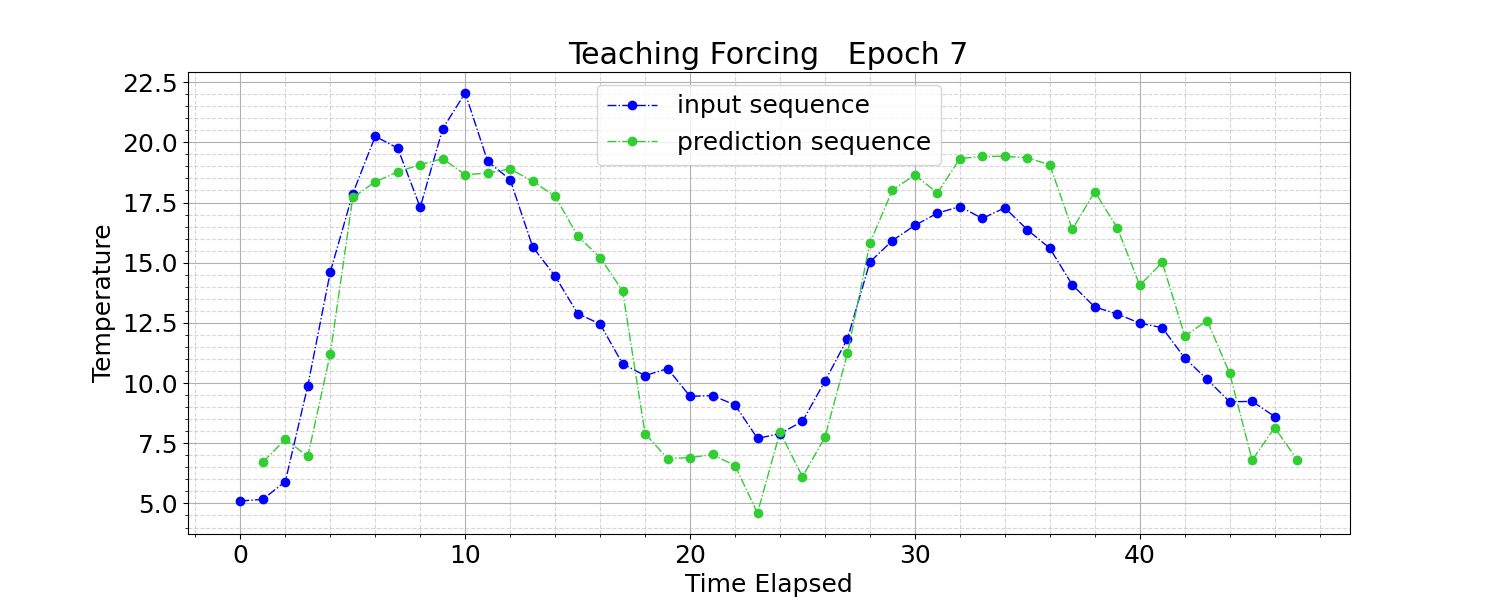 Teaching Forcing   Epoch 7
22.5
20.0
17.5
15.0
12.5
10.0
7.5
5.0
Temperature
input sequence
prediction sequence
0 10 20 30 40
Time Elapsed